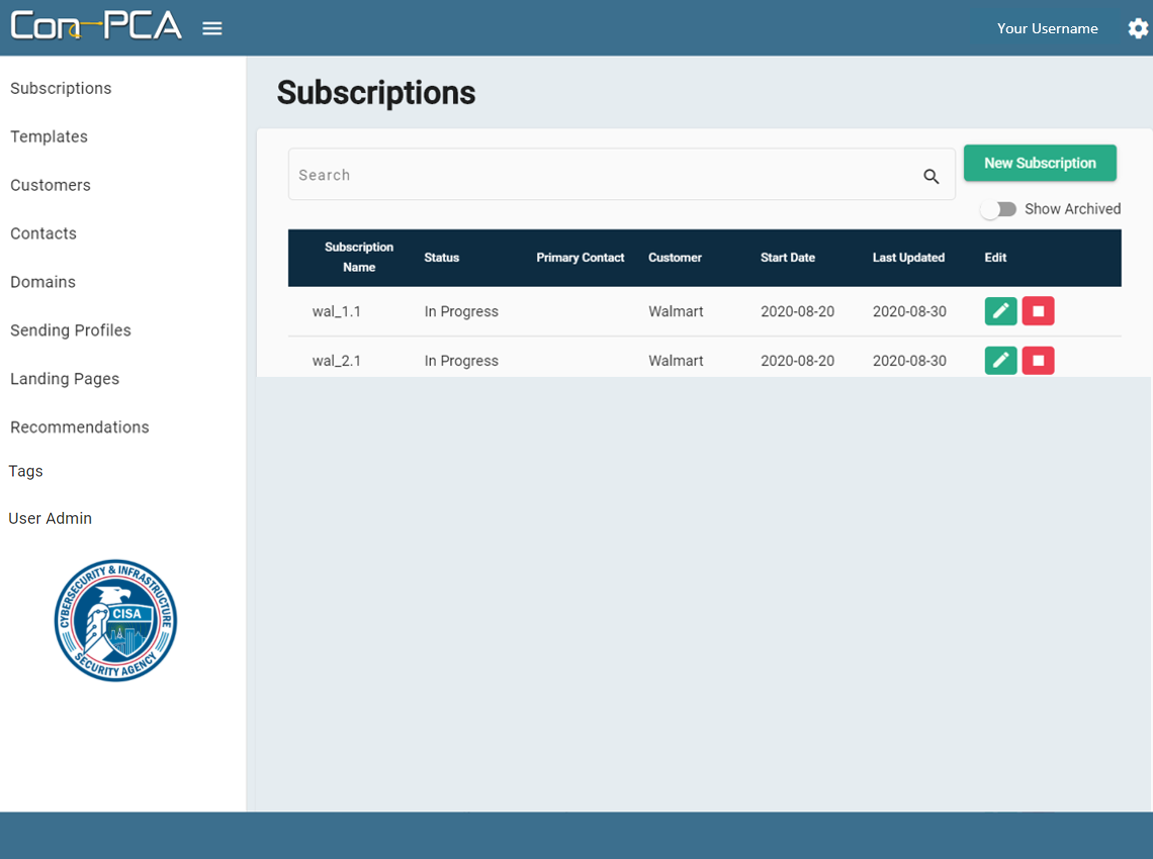 Con-PCA
Your Username
Subscriptions
Templates
Customers
Contacts
Domains
Sending Profiles
Landing Pages
Recommendations
Tags
User Admin
CYBERSECURITY & INFRASTRUCTURE
CISA
SECURITY AGENCY
Subscriptions
Search
New Subscription
Show Archived
Subscription Name Status Primary Contact Customer Start Date Last Updated Edit
wal_1.1 In Progress Walmart 2020-08-20 2020-08-30
wal_2.1 In Progress Walmart 2020-08-20 2020-08-30